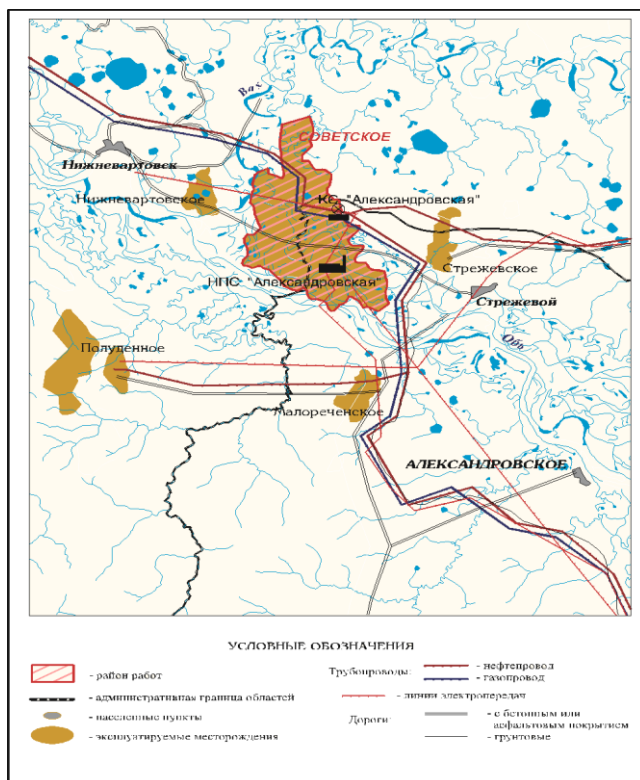 Вах
СОВЕТСКОЕ
Нижневартовск
КС "Александровская"
Нижневартовское
Стрежевское
НПС "Александровская"
Стрежевой
Обь
Полуденное
Малореченское
АЛЕКСАНДРОВСКОЕ
УСЛОВНЫЕ ОБОЗНАЧЕНИЯ
- район работ
- административная граница областей
- населенные пункты
- эксплуатируемые месторождения
Трубопроводы:
- нефтепровод
- газопровод
- линии электропередач
Дороги:
- с бетонным или
асфальтовым покрытием
- грунтовые